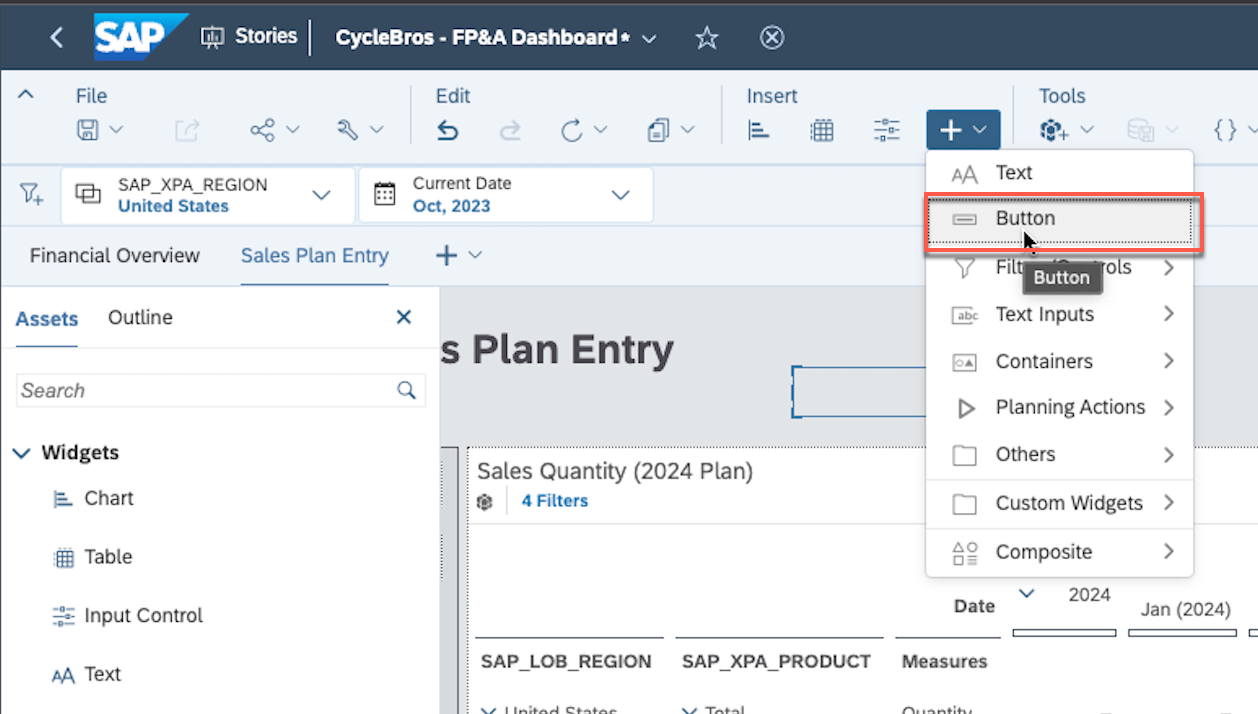 SAP Stories CycleBros - FP&A Dashboard*
File Edit Insert Tools
SAP_XPA_REGION
United States
Current Date
Oct, 2023
Financial Overview Sales Plan Entry
Assets Outline
Search
Widgets
Chart
Table
Input Control
AA Text
s Plan Entry
Sales Quantity (2024 Plan)
4 Filters
Date 2024 Jan (2024)
SAP_LOB_REGION SAP_XPA_PRODUCT Measures
United States Total Quantity
AA Text
Button
Button
abc Text Inputs
Containers
Planning Actions
Others
Custom Widgets
Composite